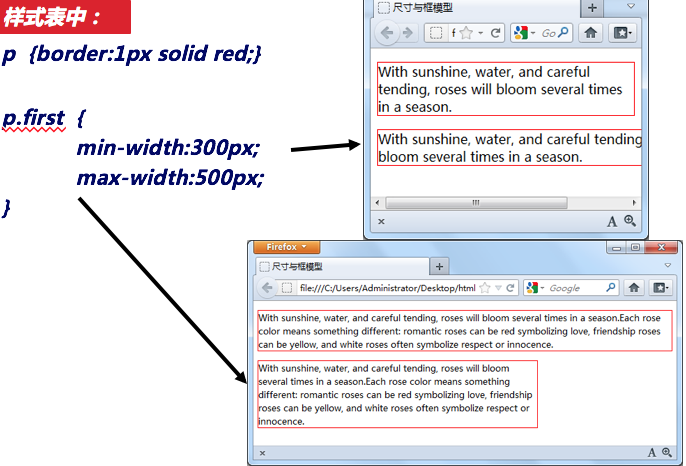 样式表中：
p {border:1px solid red;}
p.first {
min-width:300px;
max-width:500px;
}
尺寸与框模型
f
Go
With sunshine, water, and careful
tending, roses will bloom several times
in a season.
With sunshine, water, and careful tending
bloom several times in a season.
A
Firefox
尺寸与框模型
file:///C:/Users/Administrator/Desktop/html
Google
With sunshine, water, and careful tending, roses will bloom several times in a season.Each rose
color means something different: romantic roses can be red symbolizing love, friendship roses
can be yellow, and white roses often symbolize respect or innocence.
With sunshine, water, and careful tending, roses will bloom
several times in a season.Each rose color means something
different: romantic roses can be red symbolizing love, friendship
roses can be yellow, and white roses often symbolize respect or
innocence.
A